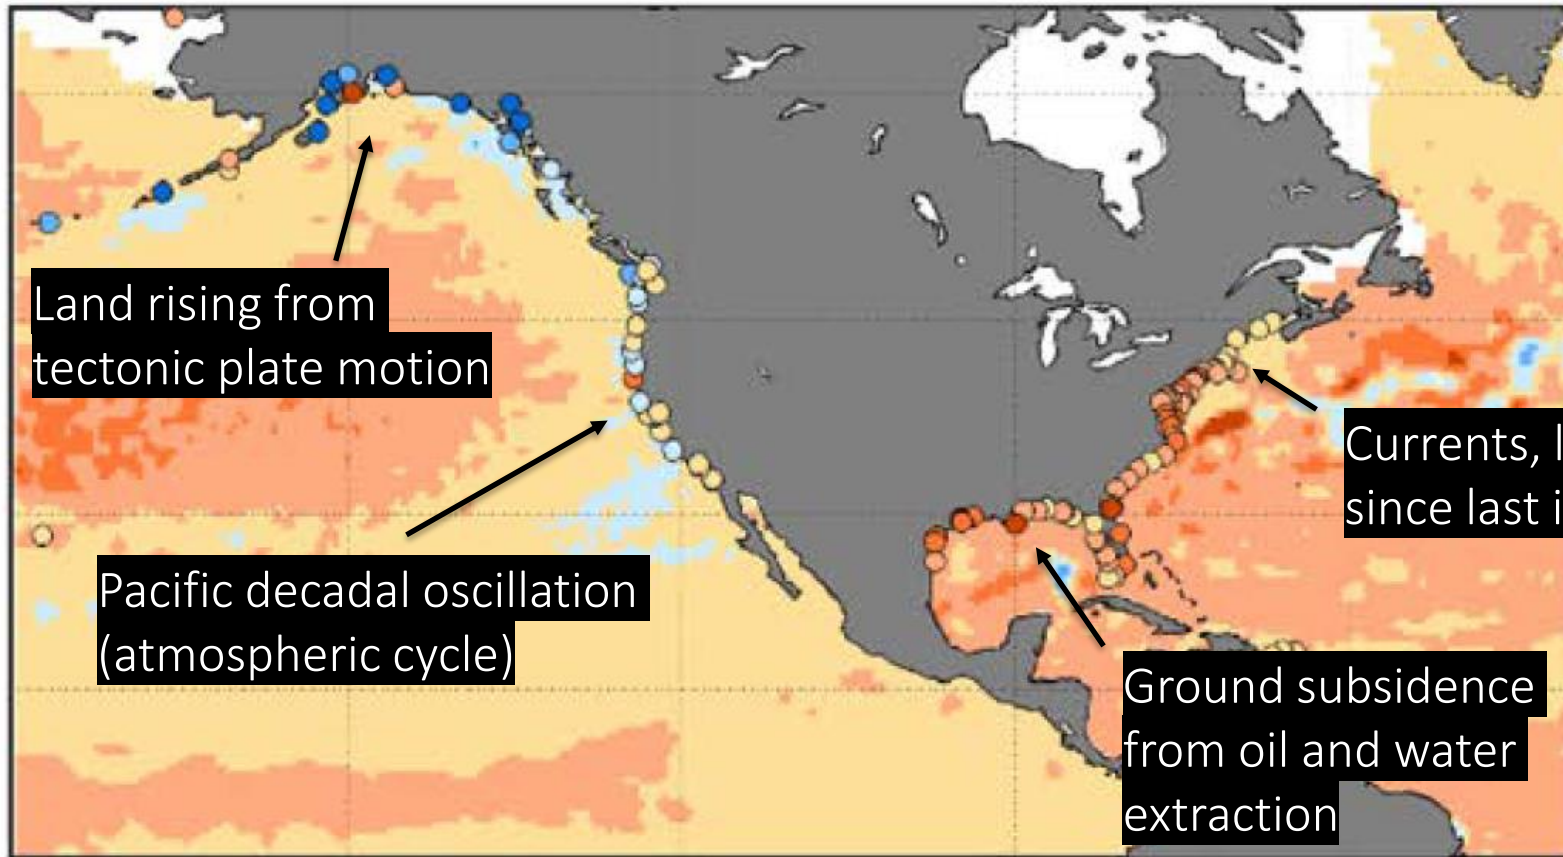 Land rising from
tectonic plate motion
Pacific decadal oscillation
(atmospheric cycle)
Currents,
since last
Ground subsidence
from oil and water
extraction